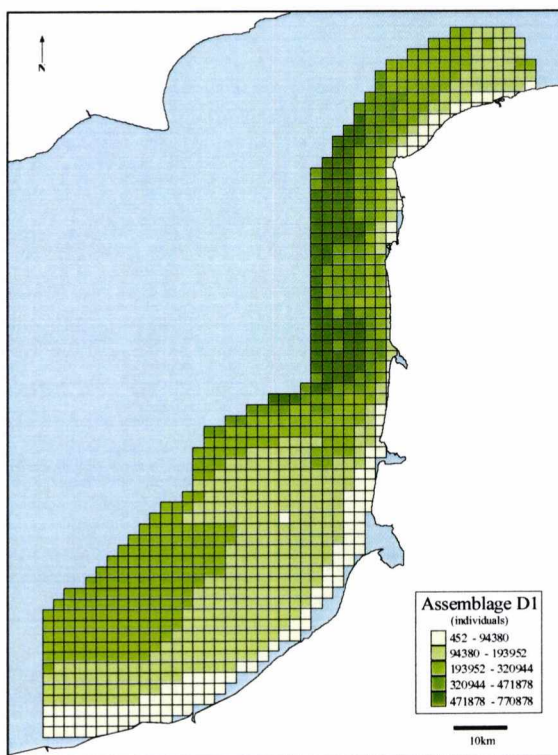 N
Assemblage D1
(individuals)
452 - 94380
94380 - 193952
193952 - 320944
320944 - 471878
471878 - 770878
10km